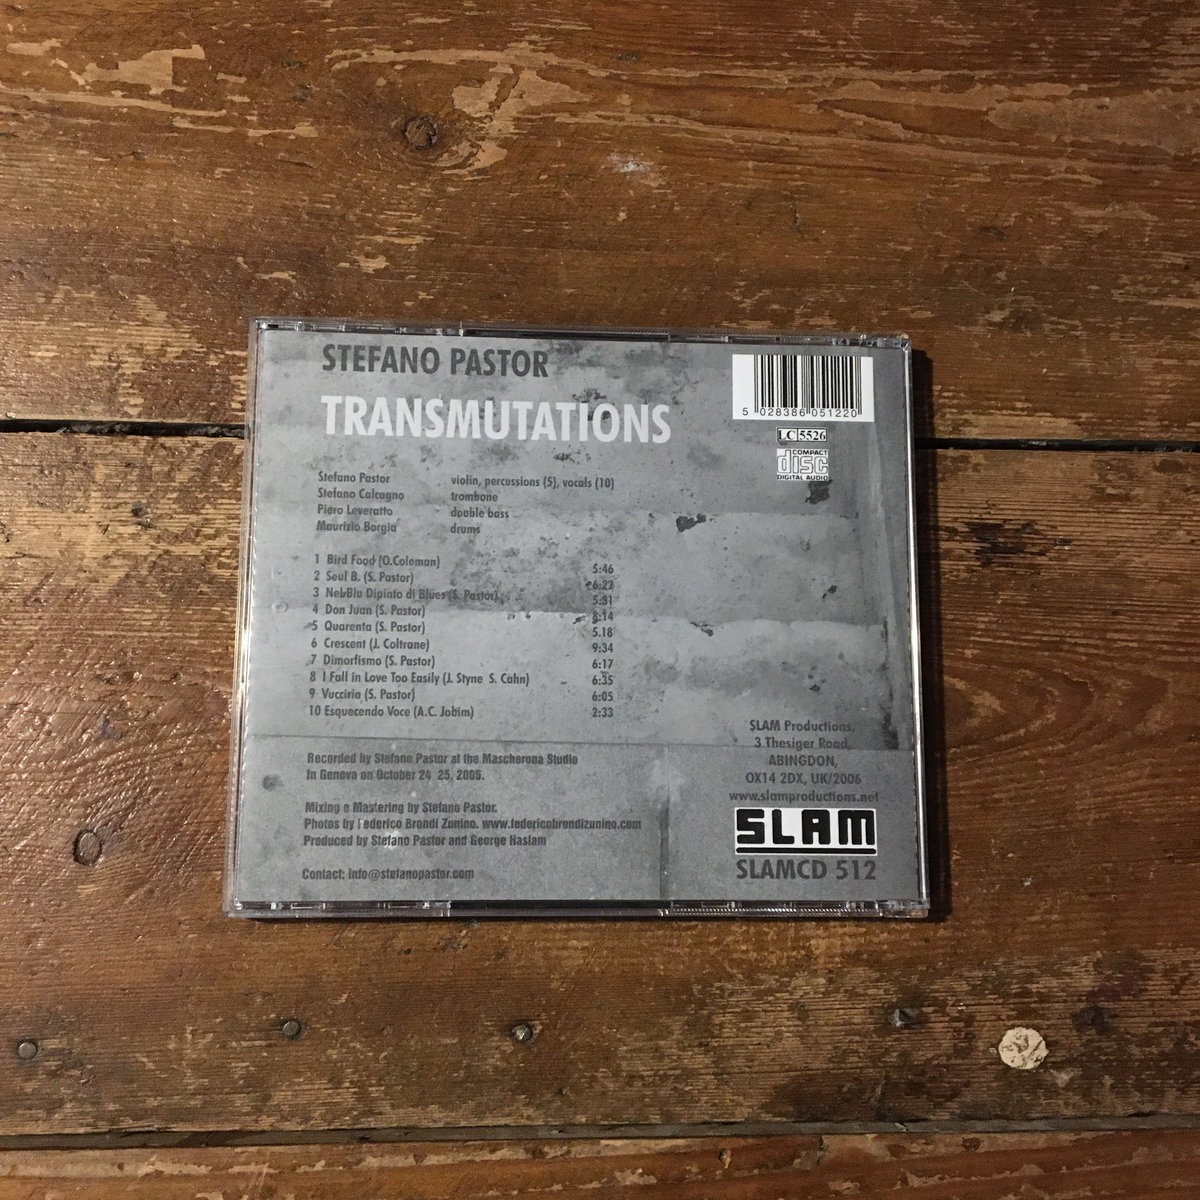 STEFANO PASTOR
TRANSMUTATIONS
5 028386 051220
LC 5526
COMPACT
disc
DIGITAL AUDIO
Stefano Pastor violin, percussions (5), vocals (10)
Stefano Calcagno trombone
Piero Leveratto double bass
Maurizio Borgia drums
1 Bird Food (O.Coleman) 5:46
2 Seul B. (S. Pastor) 6:22
3 Nel Blu Dipinto di Blues (S. Pastor) 5:31
4 Don Juan (S. Pastor) 8:14
5 Quarenta (S. Pastor) 5.18
6 Crescent (J. Coltrane) 9:34
7 Dimorfismo (S. Pastor) 6:17
8 I Fall in Love Too Easily (J. Styne S. Cahn) 6:35
9 Vucciria (S. Pastor) 6:05
10 Esquecendo Voce (A.C. Jobim) 2:33
Recorded by Stefano Pastor at the Mascherona Studio
In Genova on October 24 25, 2005.
Mixing e Mastering by Stefano Pastor.
Photos by Federico Brondi Zunino. www.federicobrondizunino.com
Produced by Stefano Pastor and George Haslam
Contact: info@stefanopastor.com
SLAM Productions,
3 Thesiger Road,
ABINGDON,
OX14 2DX, UK/2006
www.slamproductions.net
SLAM
SLAMCD 512